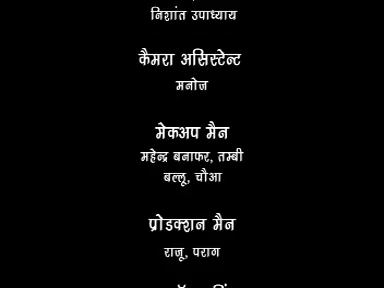 निशांत उपाध्याय
कैमरा असिस्टेन्ट
मनोज
मेकअप मैन
महेन्द्र बनाफर, तम्बी
बल्लू, चौआ
प्रोडक्शन मैन
राजू, पराग